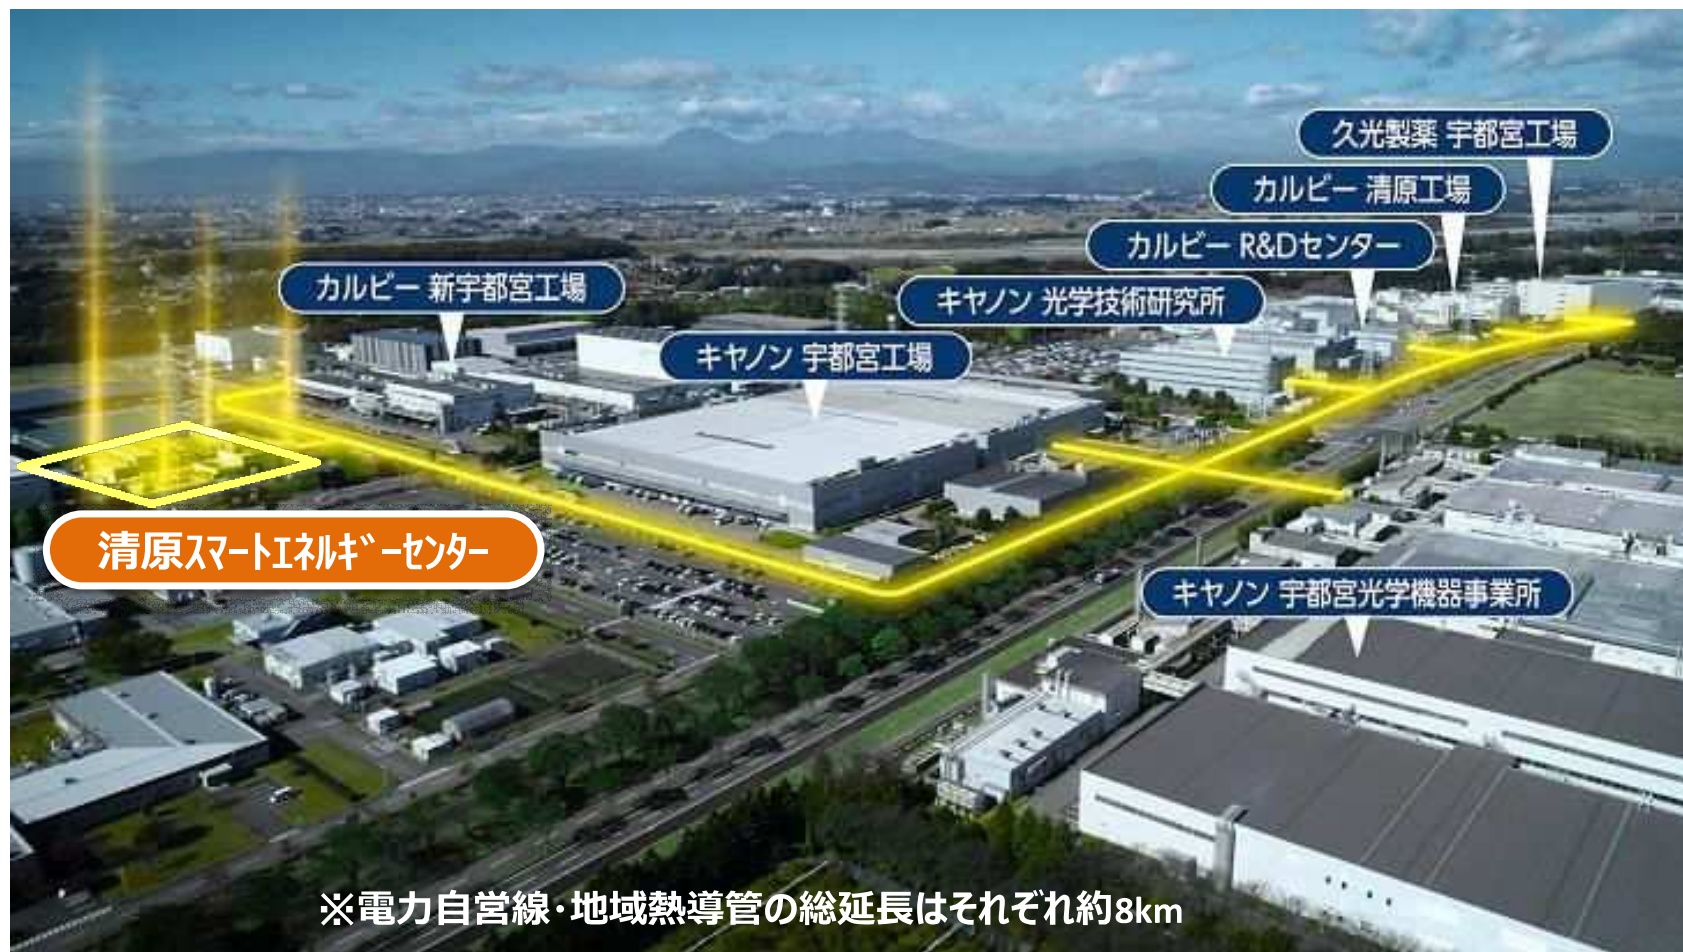 久光製薬 宇都宮工場
カルビー 清原工場
カルビー R&Dセンター
カルビー 新宇都宮工場
キヤノン 光学技術研究所
キヤノン 宇都宮工場
清原スマートエネルギーセンター
キヤノン 宇都宮光学機器事業所
※電力自営線・地域熱導管の総延長はそれぞれ約8km